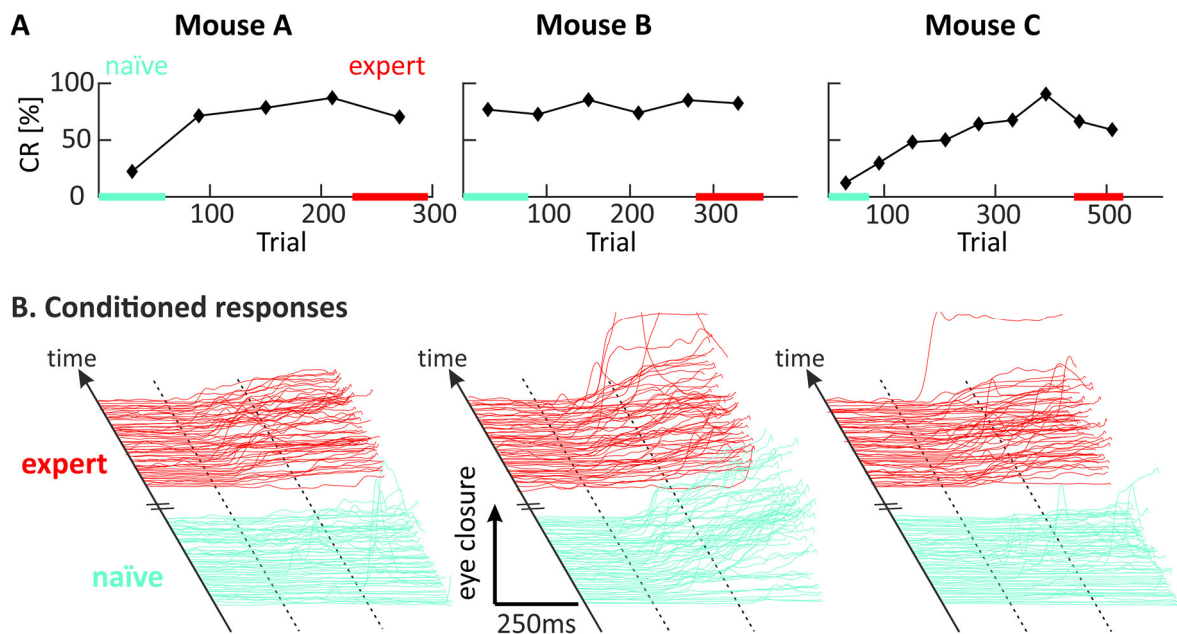 A
Mouse A
Mouse B
Mouse C
naïve
expert
CR [%]
100
50
0
100
200
300
Trial
100
200
300
Trial
100
300
500
Trial
B. Conditioned responses
time
time
time
expert
naïve
eye closure
250ms